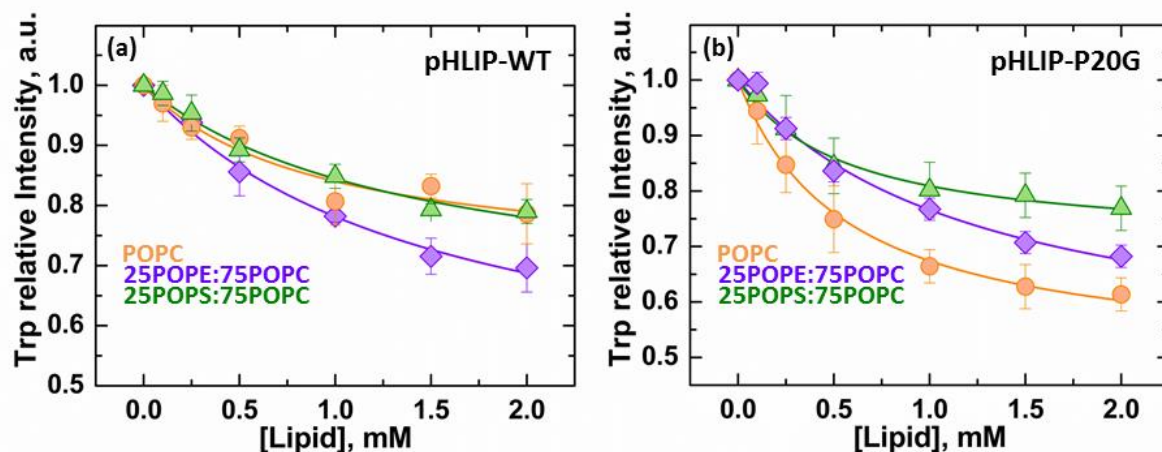 (a)
pHLIP-WT
Trp relative Intensity, a.u.
1.0
0.9
0.8
0.7
0.6
0.5
POPC
25POPE:75POPC
25POPS:75POPC
0.0 0.5 1.0 1.5 2.0
[Lipid], mM
(b)
pHLIP-P20G
Trp relative Intensity, a.u.
1.0
0.9
0.8
0.7
0.6
0.5
POPC
25POPE:75POPC
25POPS:75POPC
0.0 0.5 1.0 1.5 2.0
[Lipid], mM